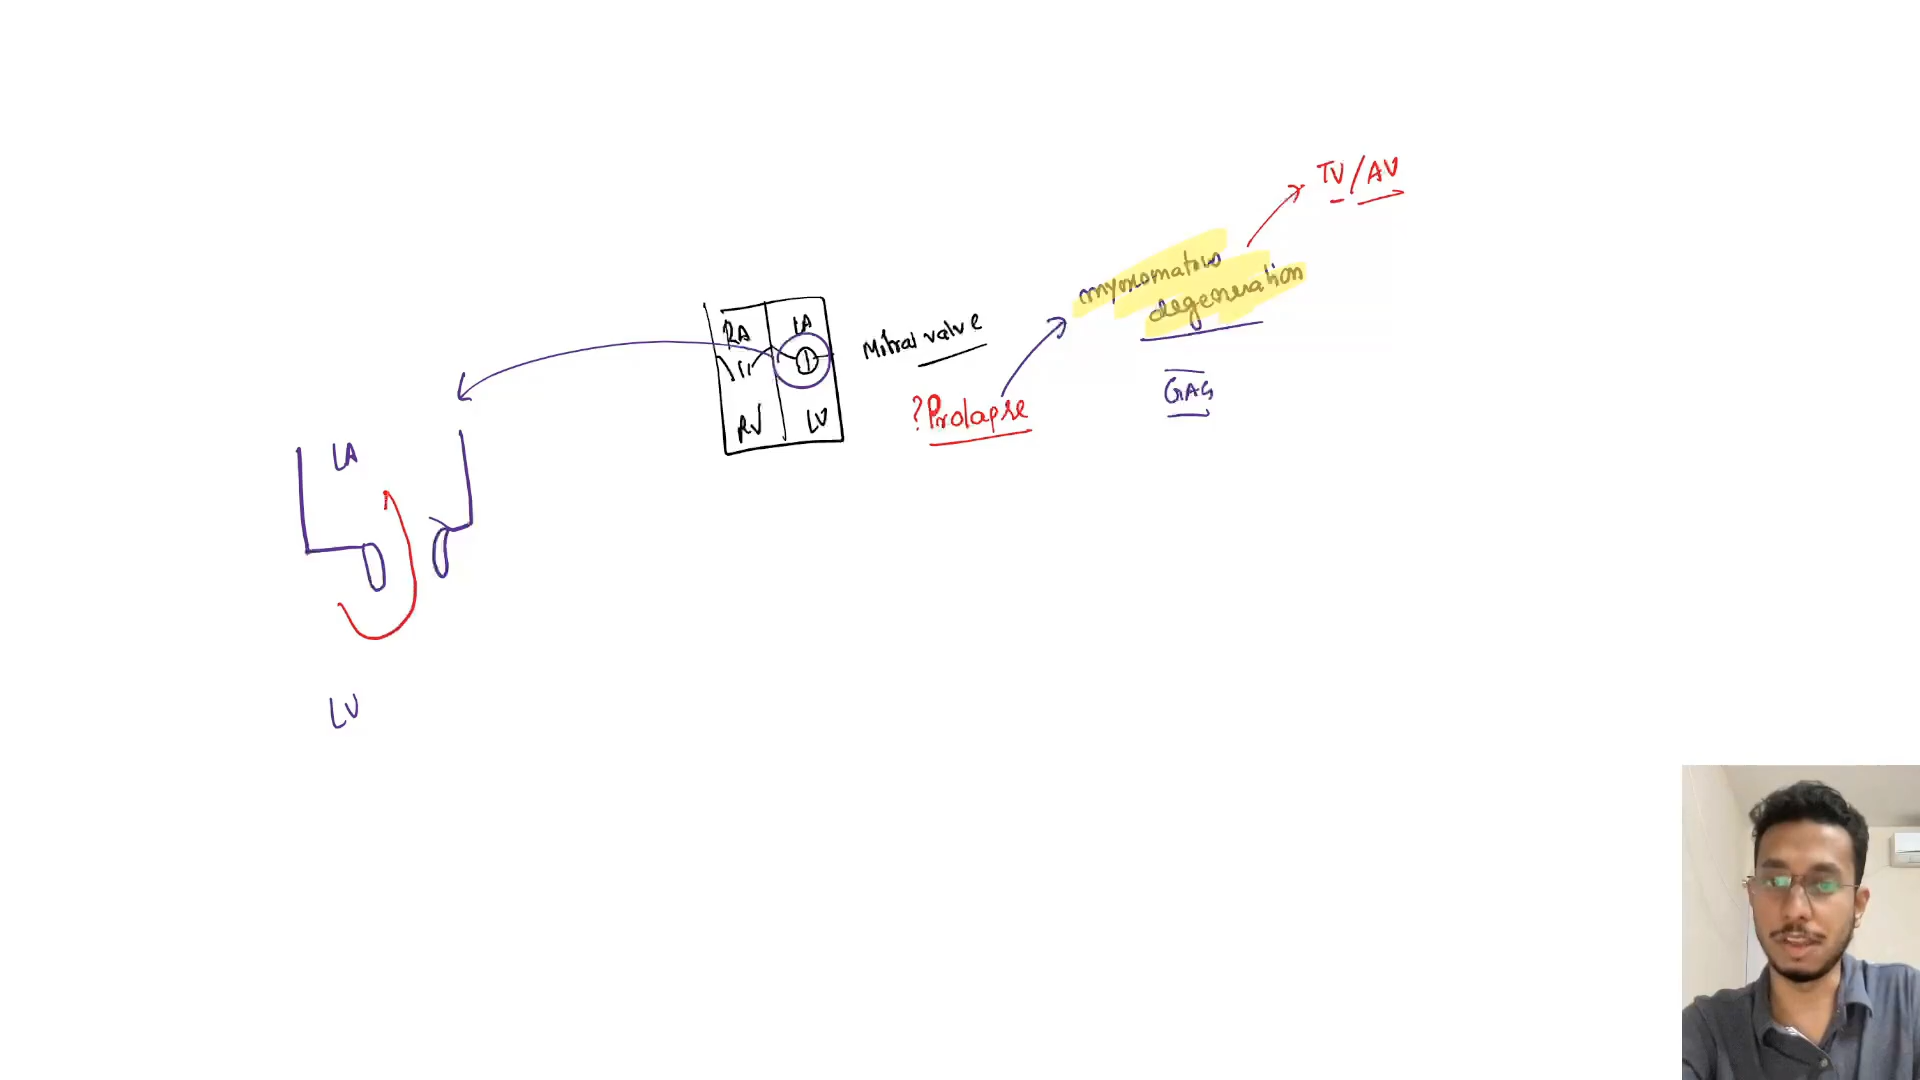 TV/AV
myxomatous
degeneration
RA LA
Mitral valve
GAG
?Prolapse
RV LV
LA
LV